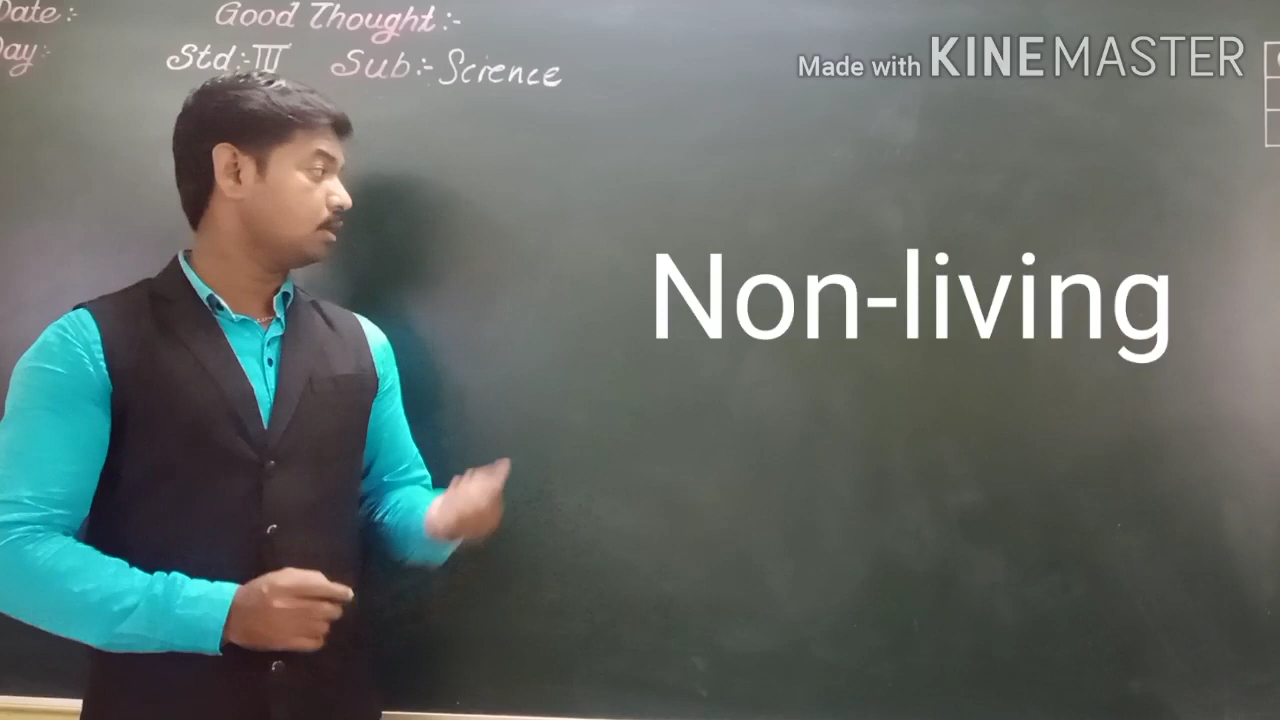 Date :-
Good Thought :-
Day:
Std:- III Sub:- Science
Made with KINEMASTER
Non-living